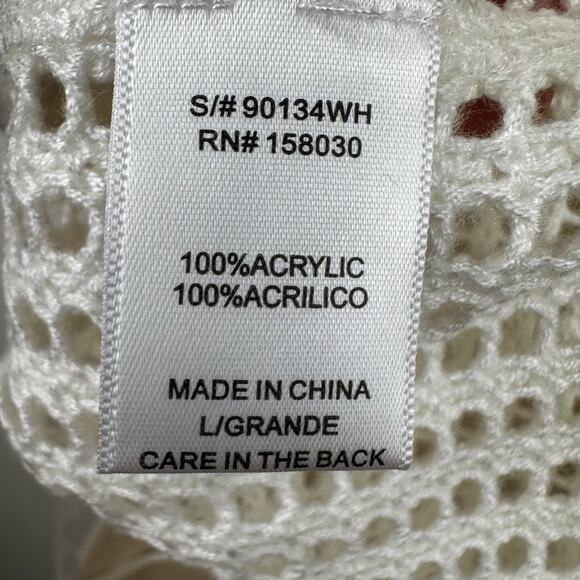 S/# 90134WH
RN# 158030
100%ACRYLIC
100%ACRILICO
MADE IN CHINA
L/GRANDE
CARE IN THE BACK